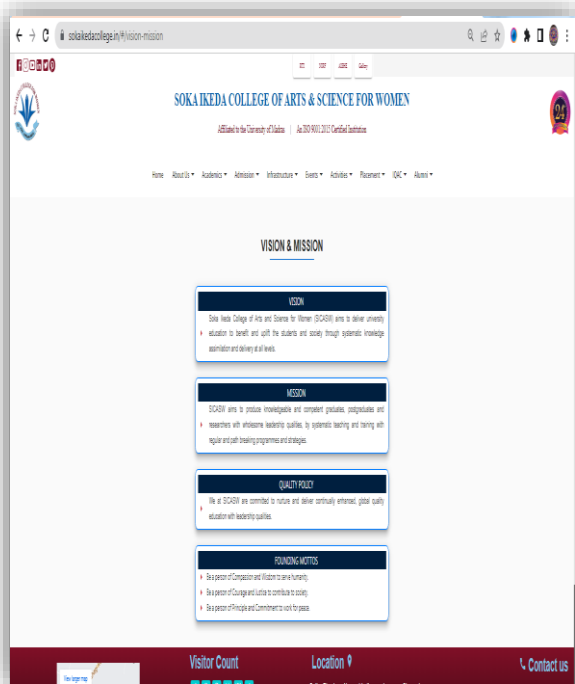 sokaikedacollege.in/#/vision-mission
SOKA IKEDA COLLEGE OF ARTS & SCIENCE FOR WOMEN
Affiliated to the University of Madras | An ISO 9001:2015 Certified Institution
24
Home About Us Academics Admission Infrastructure Events Activities Placement IQAC Alumni
VISION & MISSION
VISION
Soka Ikeda College of Arts and Science for Women (SICASW) aims to deliver university
education to benefit and uplift the students and society through systematic knowledge
assimilation and delivery at all levels.
MISSION
SICASW aims to produce knowledgeable and competent graduates, postgraduates and
researchers with wholesome leadership qualities, by systematic teaching and training with
regular and path breaking programmes and strategies.
QUALITY POLICY
We at SICASW are committed to nurture and deliver continually enhanced, global quality
education with leadership qualities.
FOUNDING MOTTOS
Be a person of Compassion and Wisdom to serve humanity.
Be a person of Courage and Justice to contribute to society.
Be a person of Principle and Commitment to work for peace.
Visitor Count
Location
Contact us
View larger map